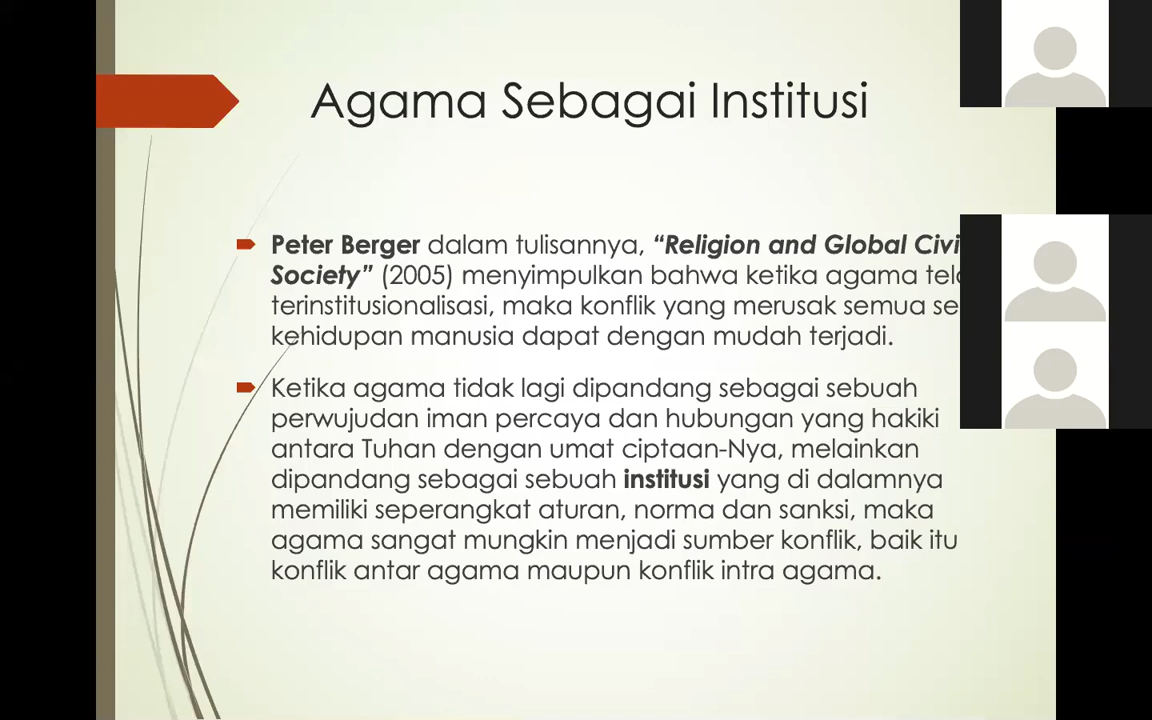 Agama Sebagai Institusi
Peter Berger dalam tulisannya, “Religion and Global
Society” (2005) menyimpulkan bahwa ketika agama
terinstitusionalisasi, maka konflik yang merusak semua
kehidupan manusia dapat dengan mudah terjadi.
Ketika agama tidak lagi dipandang sebagai sebuah
perwujudan iman percaya dan hubungan yang hakiki
antara Tuhan dengan umat ciptaan-Nya, melainkan
dipandang sebagai sebuah institusi yang di dalamnya
memiliki seperangkat aturan, norma dan sanksi, maka
agama sangat mungkin menjadi sumber konflik, baik itu
konflik antar agama maupun konflik intra agama.